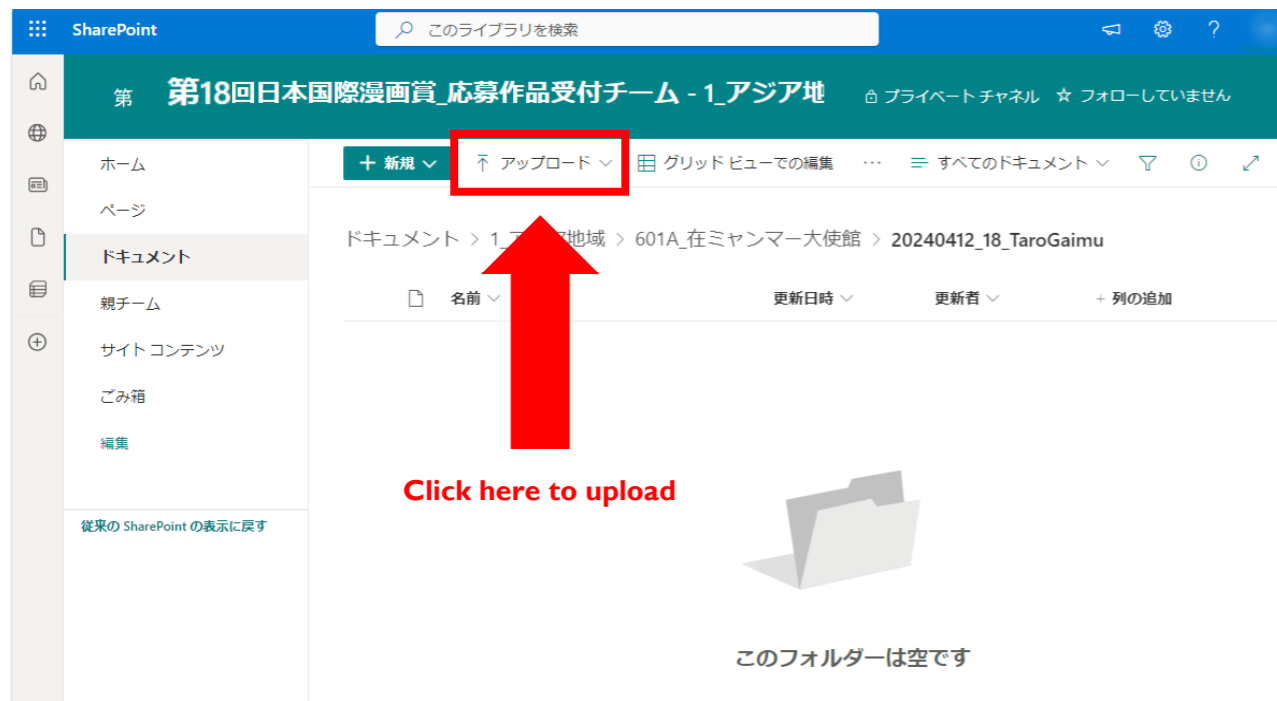 SharePoint
このライブラリを検索
?
第
第18回日本国際漫画賞_応募作品受付チーム - 1_アジア地
プライベート チャネル
フォローしていません
ホーム
ページ
ドキュメント
親チーム
サイト コンテンツ
ごみ箱
編集
従来の SharePoint の表示に戻す
+ 新規
アップロード
グリッド ビューでの編集
…
すべてのドキュメント
ドキュメント > 1_ 地域 > 601A_在ミャンマー大使館 > 20240412_18_TaroGaimu
名前
更新日時
更新者
+ 列の追加
Click here to upload
このフォルダーは空です